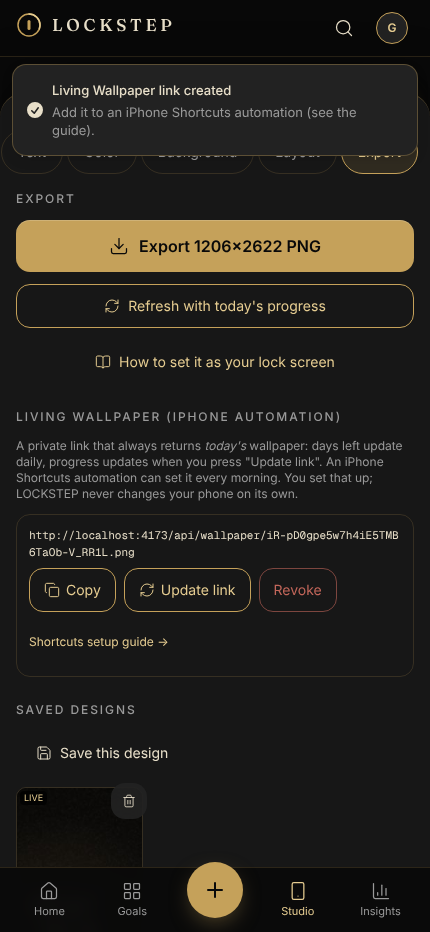 LOCKSTEP
G
Living Wallpaper link created
Add it to an iPhone Shortcuts automation (see the
guide).
Text Color Background Layout Export
EXPORT
Export 1206×2622 PNG
Refresh with today's progress
How to set it as your lock screen
LIVING WALLPAPER (IPHONE AUTOMATION)
A private link that always returns today's wallpaper: days left update
daily, progress updates when you press "Update link". An iPhone
Shortcuts automation can set it every morning. You set that up;
LOCKSTEP never changes your phone on its own.
http://localhost:4173/api/wallpaper/iR-pD0gpe5w7h4iE5TMB
6TaOb-V_RR1L.png
Copy Update link Revoke
Shortcuts setup guide →
SAVED DESIGNS
Save this design
LIVE
Home Goals Studio Insights